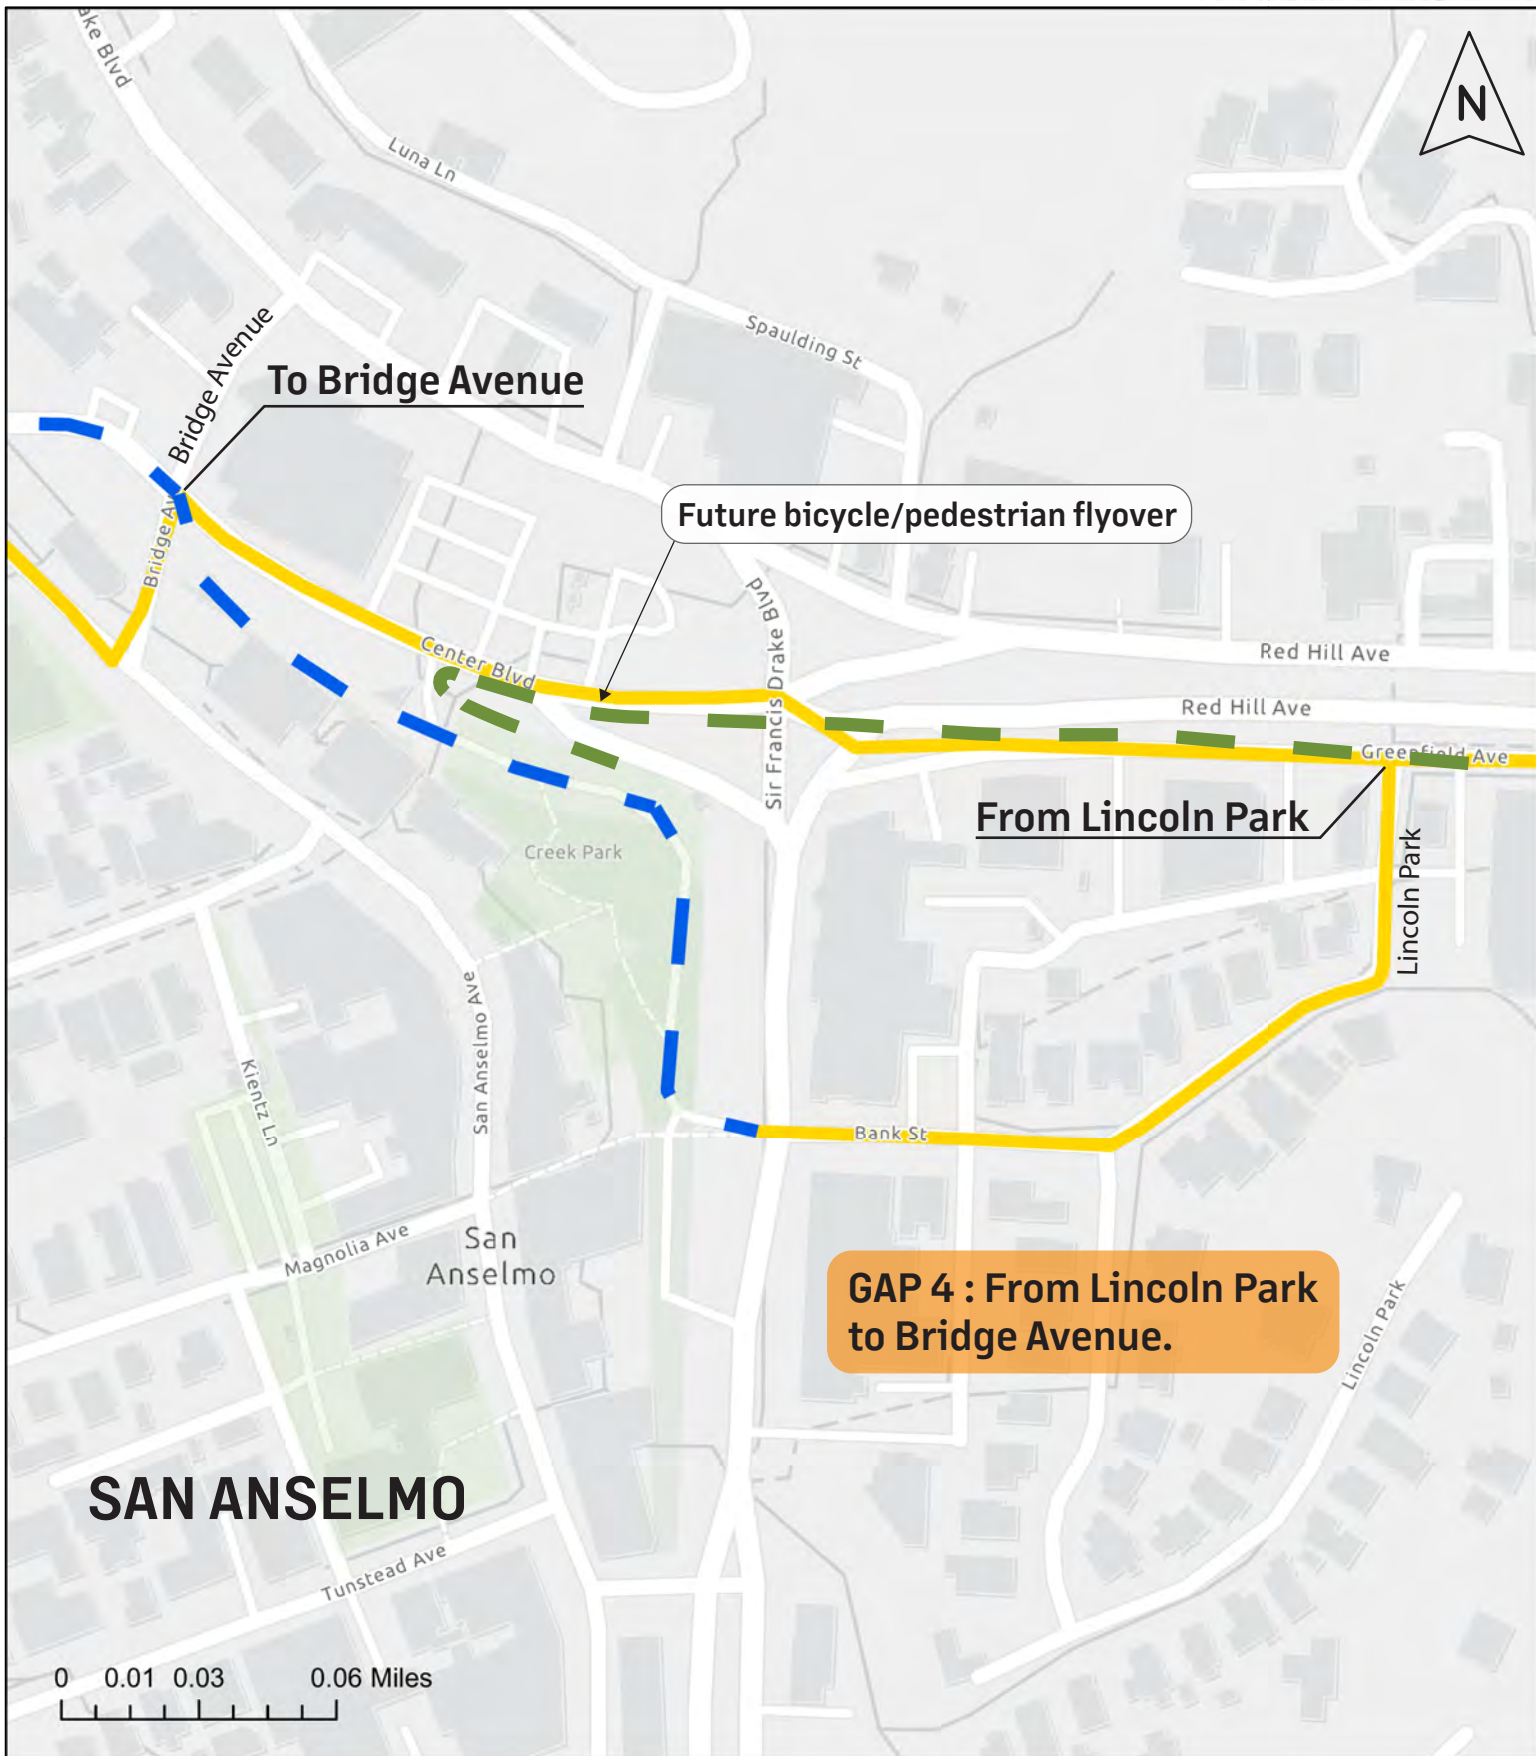 ake Blvd
N
Luna Ln
Spaulding St
Bridge Avenue
To Bridge Avenue
Future bicycle/pedestrian flyover
Bridge Av
Sir Francis Drake Blvd
Center Blvd
Red Hill Ave
Red Hill Ave
Greenfield Ave
From Lincoln Park
Lincoln Park
Creek Park
San Anselmo Ave
Kientz Ln
Bank St
Magnolia Ave
San
Anselmo
GAP 4 : From Lincoln Park
to Bridge Avenue.
Lincoln Park
SAN ANSELMO
Tunstead Ave
0 0.01 0.03 0.06 Miles